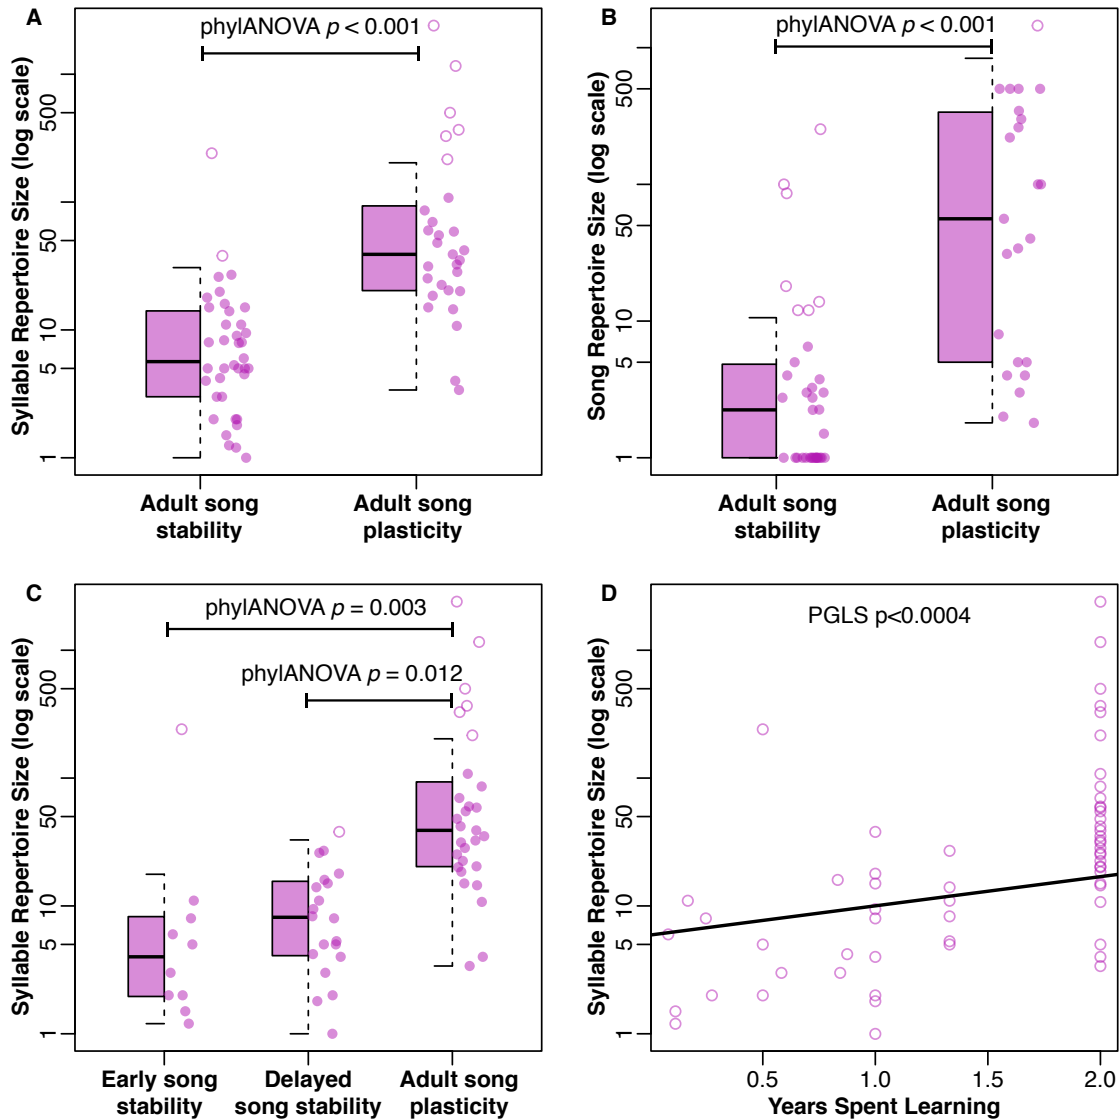 A
phylANOVA p < 0.001
Syllable Repertoire Size (log scale)
500
50
10
5
1
Adult song
stability
Adult song
plasticity
B
phylANOVA p < 0.001
Song Repertoire Size (log scale)
500
50
10
5
1
Adult song
stability
Adult song
plasticity
C
phylANOVA p = 0.003
phylANOVA p = 0.012
Syllable Repertoire Size (log scale)
500
50
10
5
1
Early song
stability
Delayed
song stability
Adult song
plasticity
D
PGLS p<0.0004
Syllable Repertoire Size (log scale)
500
50
10
5
1
0.5
1.0
1.5
2.0
Years Spent Learning